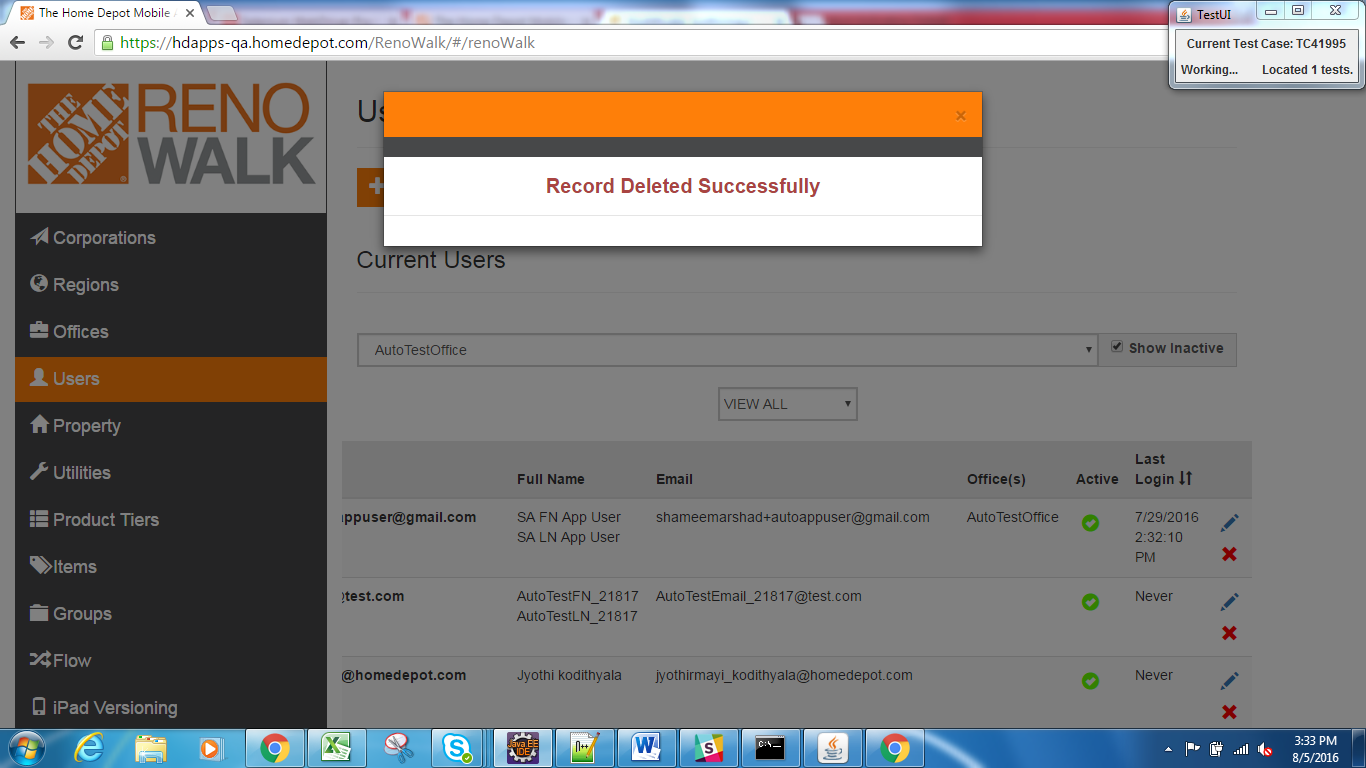 The Home Depot Mobile
https://hdapps-qa.homedepot.com/RenoWalk/#/renoWalk
TestUI
Current Test Case: TC41995
Working... Located 1 tests.
THE HOME DEPOT
RENO
WALK
Corporations
Regions
Offices
Users
Property
Utilities
Product Tiers
Items
Groups
Flow
iPad Versioning
×
Record Deleted Successfully
Current Users
AutoTestOffice
Show Inactive
VIEW ALL
Full Name Email Office(s) Active Last Login
appuser@gmail.com SA FN App User shameemarshad+autoappuser@gmail.com AutoTestOffice 7/29/2016
SA LN App User 2:32:10
PM
@test.com AutoTestFN_21817 AutoTestEmail_21817@test.com Never
AutoTestLN_21817
@homedepot.com Jyothi kodithyala jyothirmayi_kodithyala@homedepot.com Never
Java EE IDE
3:33 PM
8/5/2016